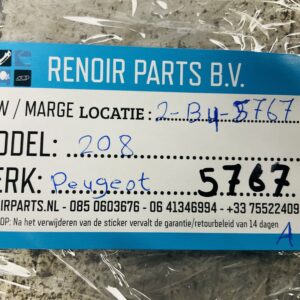 RENOIR PARTS B.V.
W / MARGE LOCATIE: 2-B4-5767
ODEL: 208
ERK: Peugeot 5767
IRPARTS.NL - 085 0603676 - 06 41346994 - +33 75522409
OP: Na het verwijderen van de sticker vervalt de garantie/retourbeleid van 14 dagen
A